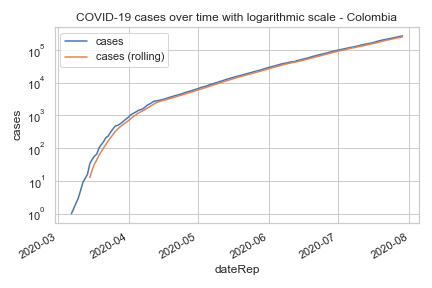 COVID-19 cases over time with logarithmic scale - Colombia
cases
cases (rolling)
10^5
10^4
10^3
10^2
10^1
10^0
cases
2020-03
2020-04
2020-05
2020-06
2020-07
2020-08
dateRep